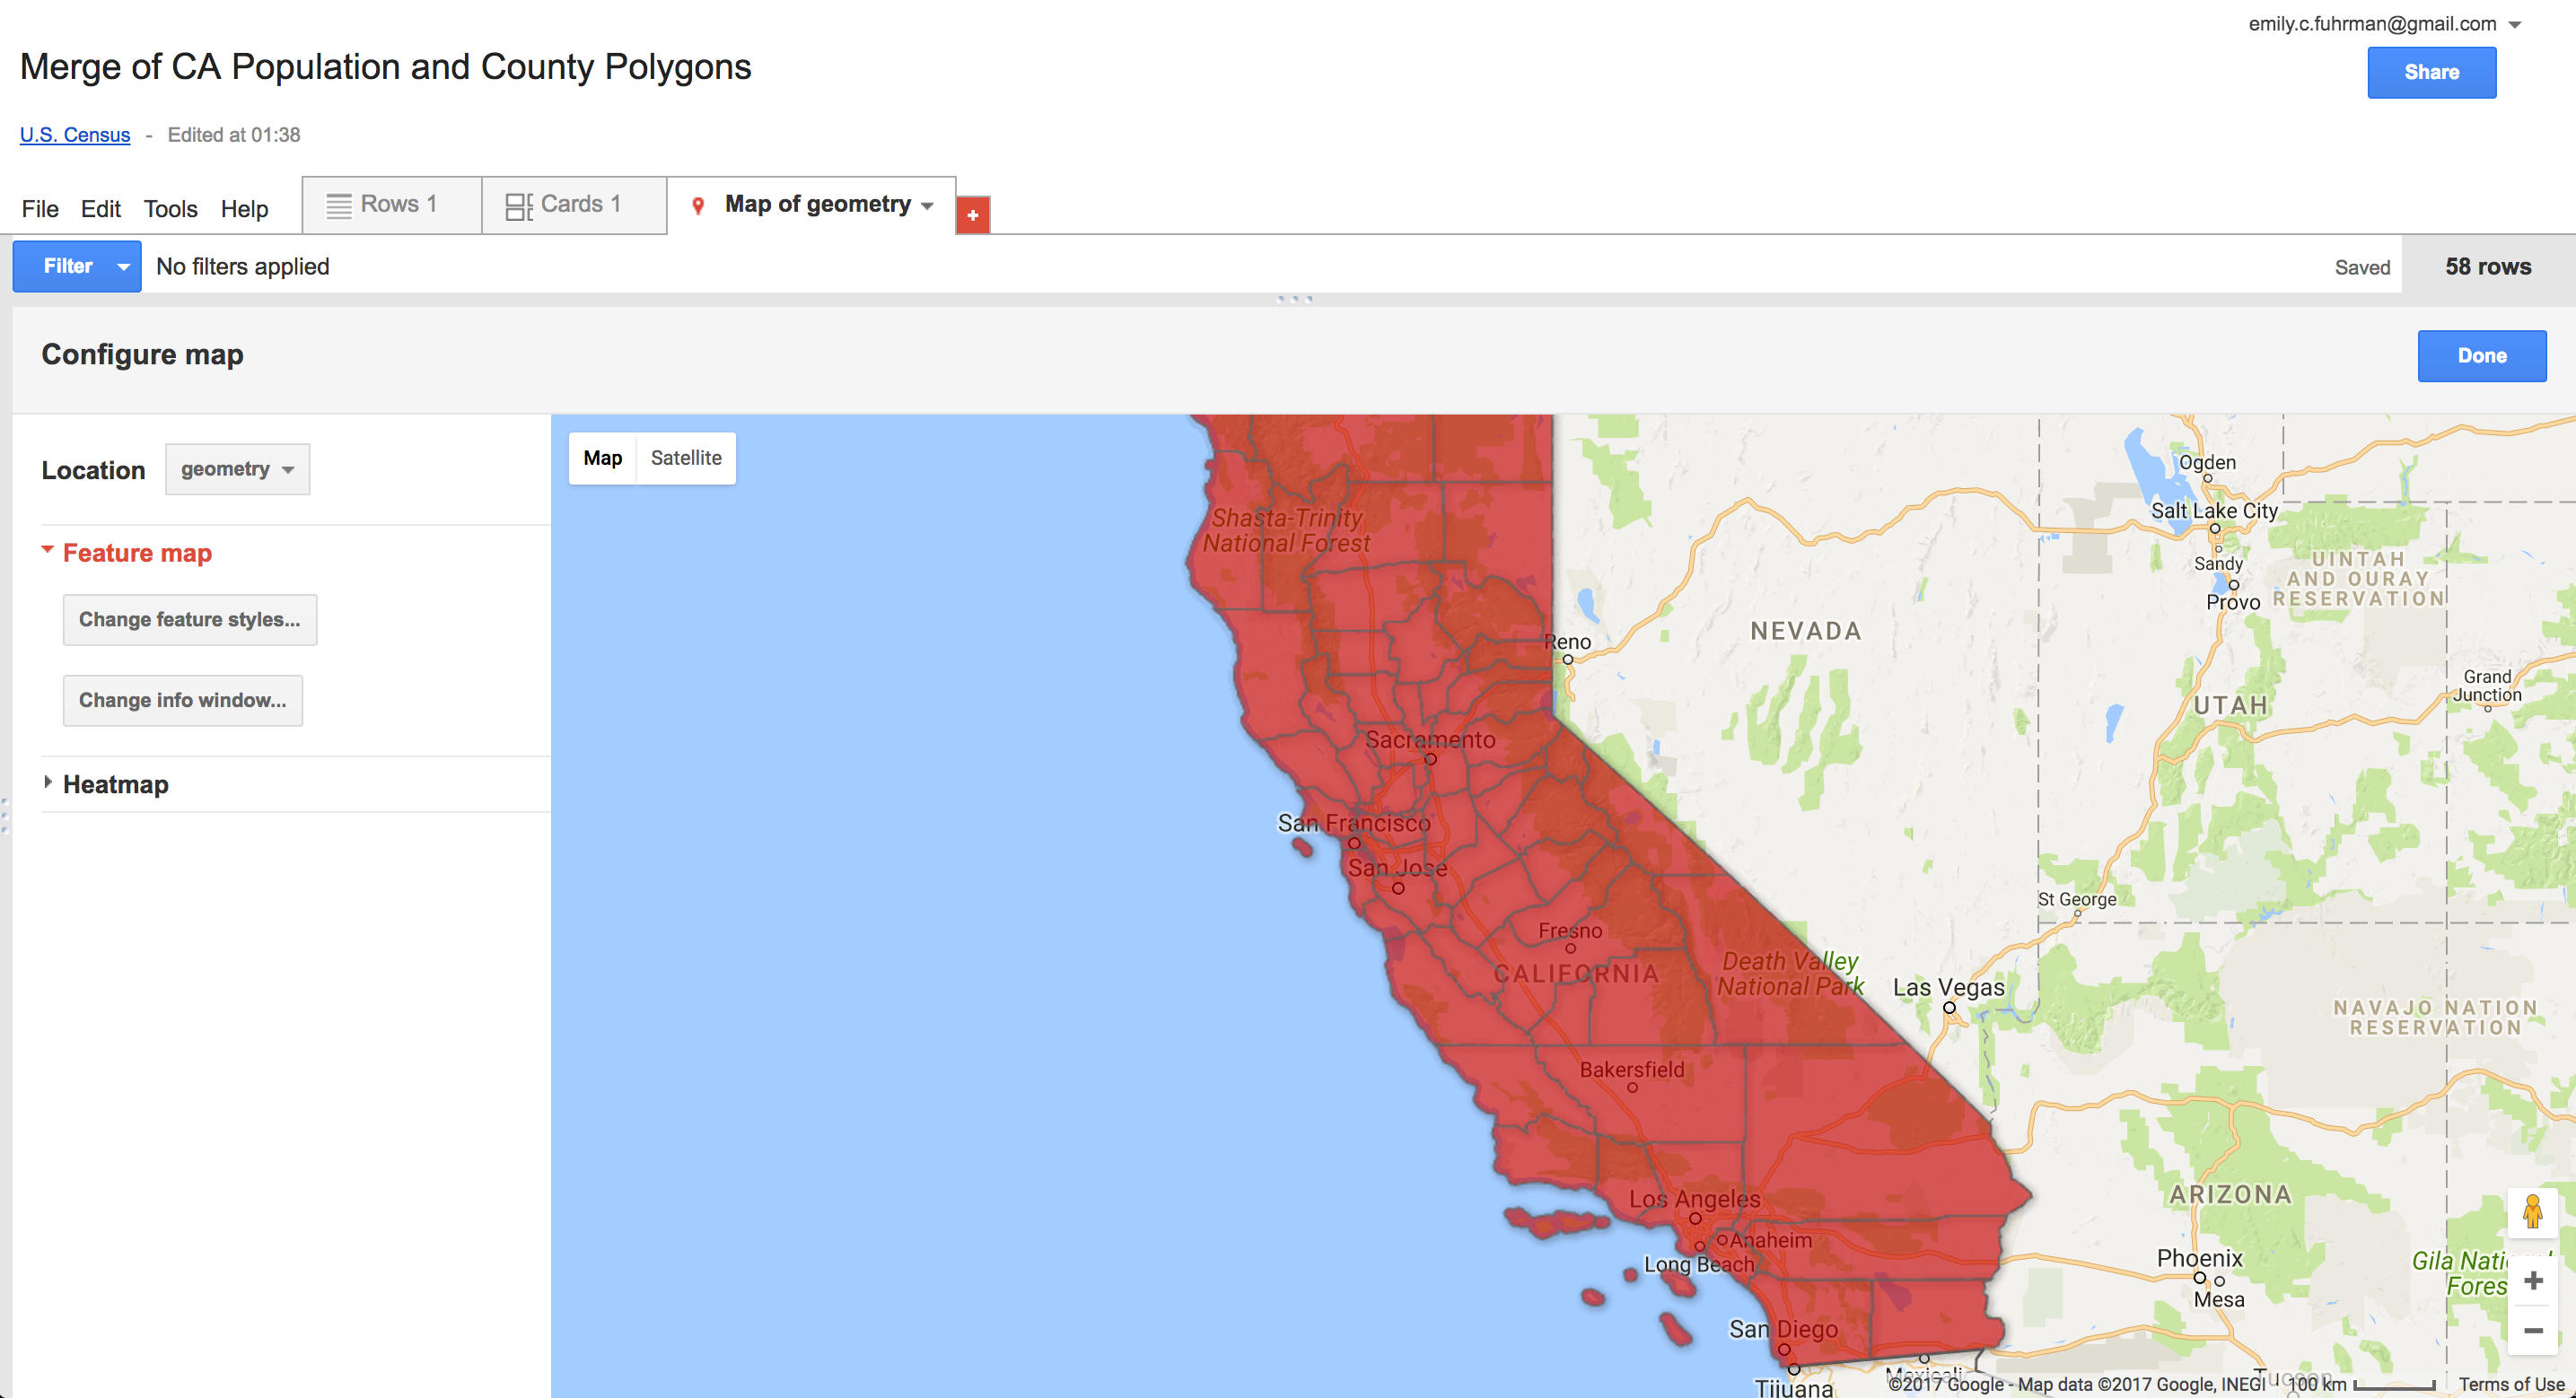 emily.c.fuhrman@gmail.com
Merge of CA Population and County Polygons
Share
U.S. Census - Edited at 01:38
File Edit Tools Help Rows 1 Cards 1 Map of geometry +
Filter No filters applied Saved 58 rows
Configure map
Done
Location geometry
Feature map
Change feature styles...
Change info window...
Heatmap
Map Satellite
Shasta-Trinity
National Forest
Reno
NEVADA
Ogden
Salt Lake City
Sandy
Provo
UINTAH
AND OURAY
RESERVATION
UTAH
Grand
Junction
Sacramento
San Francisco
San Jose
Fresno
CALIFORNIA
Death Valley
National Park
Las Vegas
St George
NAVAJO NATION
RESERVATION
Bakersfield
Los Angeles
Anaheim
Long Beach
San Diego
Tijuana
Mexicali
ARIZONA
Phoenix
Mesa
Gila Nati
Fores
Tucson
+
−
©2017 Google - Map data ©2017 Google, INEGI 100 km Terms of Use